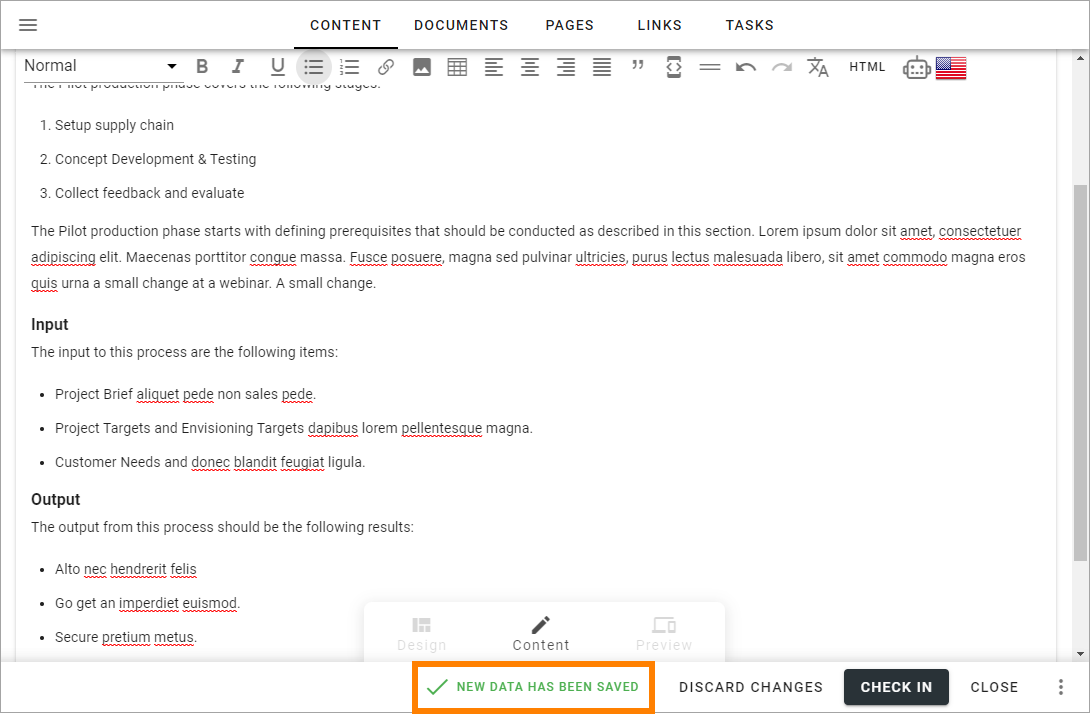 CONTENT DOCUMENTS PAGES LINKS TASKS
Normal B I U HTML
The Pilot production phase covers the following stages:
1. Setup supply chain
2. Concept Development & Testing
3. Collect feedback and evaluate
The Pilot production phase starts with defining prerequisites that should be conducted as described in this section. Lorem ipsum dolor sit amet, consectetuer
adipiscing elit. Maecenas porttitor congue massa. Fusce posuere, magna sed pulvinar ultricies, purus lectus malesuada libero, sit amet commodo magna eros
quis urna a small change at a webinar. A small change.
Input
The input to this process are the following items:
• Project Brief aliquet pede non sales pede.
• Project Targets and Envisioning Targets dapibus lorem pellentesque magna.
• Customer Needs and donec blandit feugiat ligula.
Output
The output from this process should be the following results:
• Alto nec hendrerit felis
• Go get an imperdiet euismod.
• Secure pretium metus.
Design Content Preview
NEW DATA HAS BEEN SAVED DISCARD CHANGES CHECK IN CLOSE